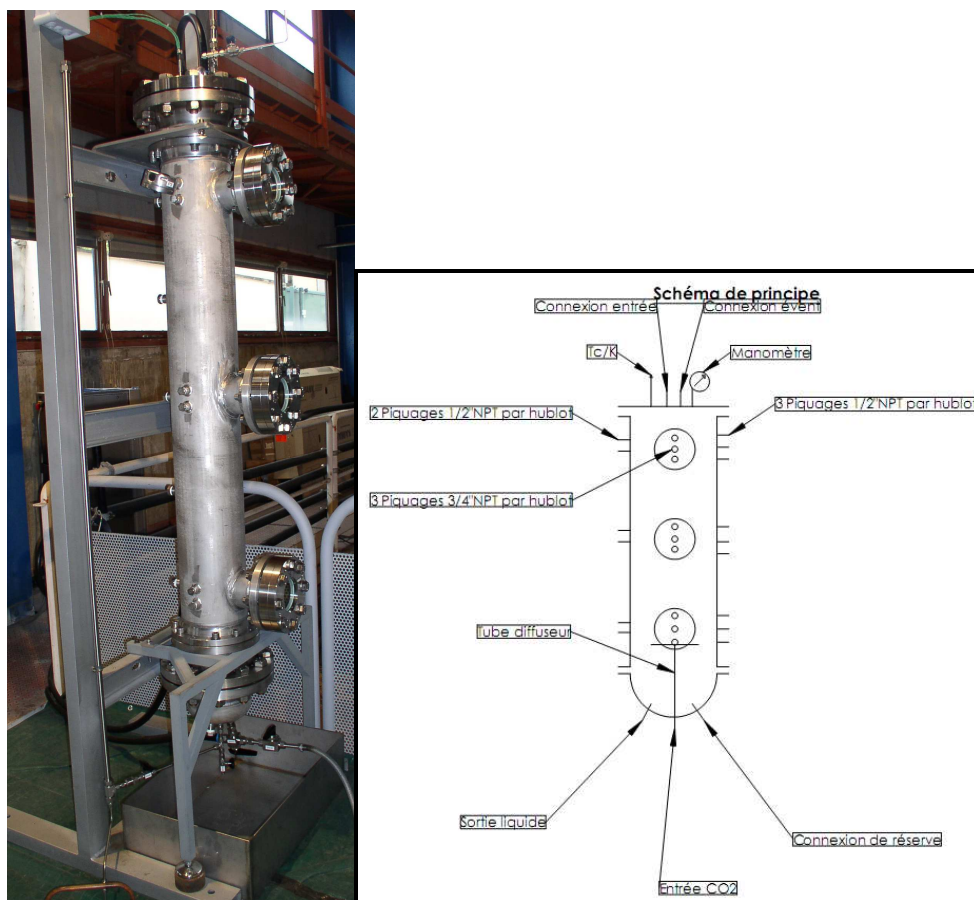 Schéma de principe
Connexion entrée
Connexion évent
Tc/K
Manomètre
2 Piquages 1/2"NPT par hublot
3 Piquages 1/2"NPT par hublot
3 Piquages 3/4"NPT par hublot
Tube diffuseur
Sortie liquide
Connexion de réserve
Entrée CO2